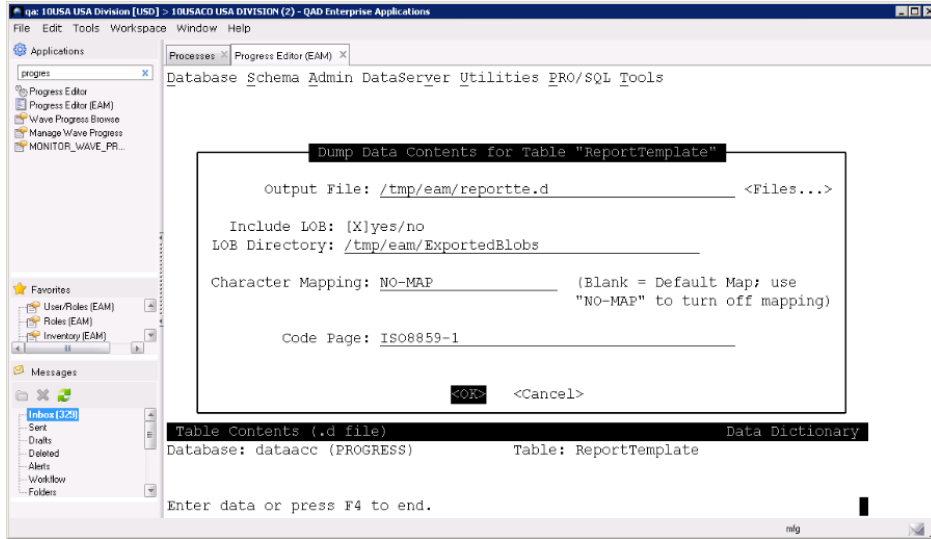 qa: 10USA USA Division [USD] > 10USACO USA DIVISION (2) - QAD Enterprise Applications
File Edit Tools Workspace Window Help
Applications
progres
Progress Editor
Progress Editor (EAM)
Wave Progress Browse
Manage Wave Progress
MONITOR_WAVE_PR...
Favorites
User/Roles (EAM)
Roles (EAM)
Inventory (EAM)
Messages
Inbox (329)
Sent
Drafts
Deleted
Alerts
Workflow
Folders
Processes Progress Editor (EAM)
Database Schema Admin DataServer Utilities PRO/SQL Tools
Dump Data Contents for Table "ReportTemplate"
Output File: /tmp/eam/reportte.d <Files...>
Include LOB: [X]yes/no
LOB Directory: /tmp/eam/ExportedBlobs
Character Mapping: NO-MAP (Blank = Default Map; use
"NO-MAP" to turn off mapping)
Code Page: ISO8859-1
<OK> <Cancel>
Table Contents (.d file) Data Dictionary
Database: dataacc (PROGRESS) Table: ReportTemplate
Enter data or press F4 to end.
mfg